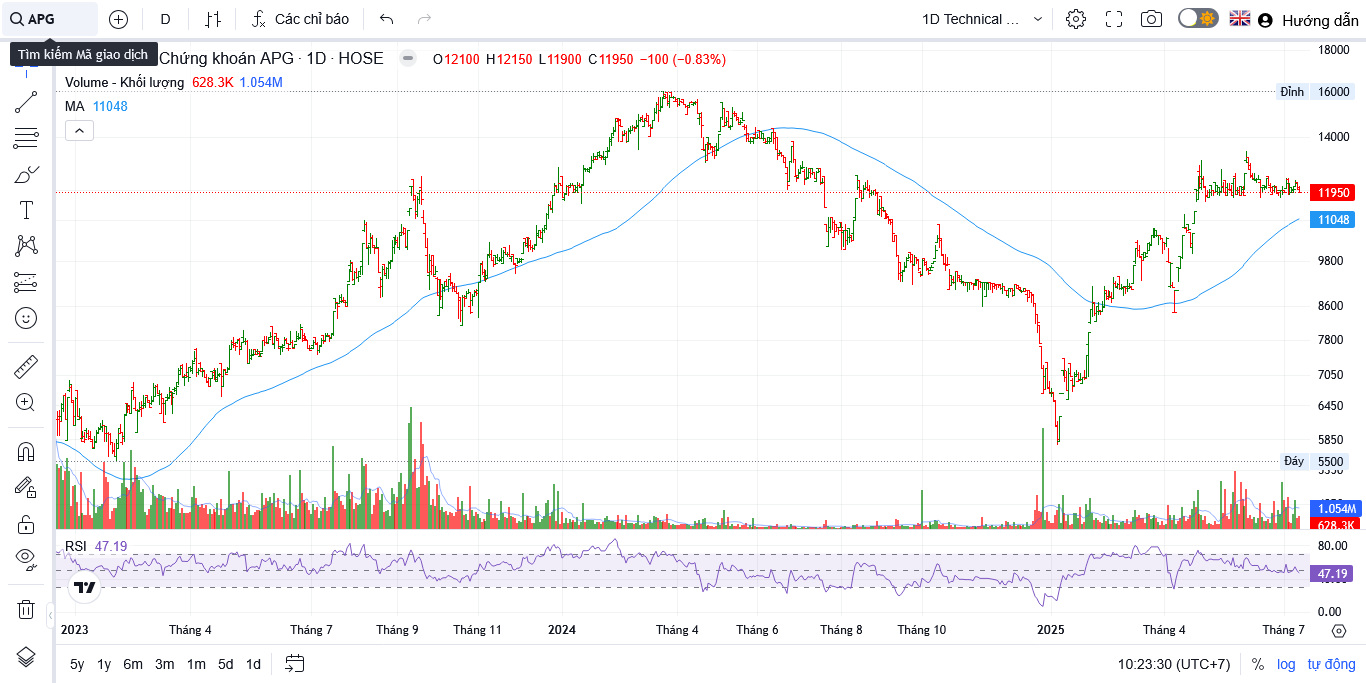 APG
D
Các chỉ báo
1D Technical ...
Hướng dẫn
Tìm kiếm Mã giao dịch
Chứng khoán APG · 1D · HOSE
O12100 H12150 L11900 C11950 −100 (−0.83%)
Volume - Khối lượng 628.3K 1.054M
MA 11048
18000
Đỉnh 16000
14000
11950
11048
9800
8600
7800
7050
6450
5850
Đáy 5500
1.054M
628.3K
RSI 47.19
80.00
47.19
0.00
2023 Tháng 4 Tháng 7 Tháng 9 Tháng 11 2024 Tháng 4 Tháng 6 Tháng 8 Tháng 10 2025 Tháng 4 Tháng 7
5y 1y 6m 3m 1m 5d 1d
10:23:30 (UTC+7) % log tự động